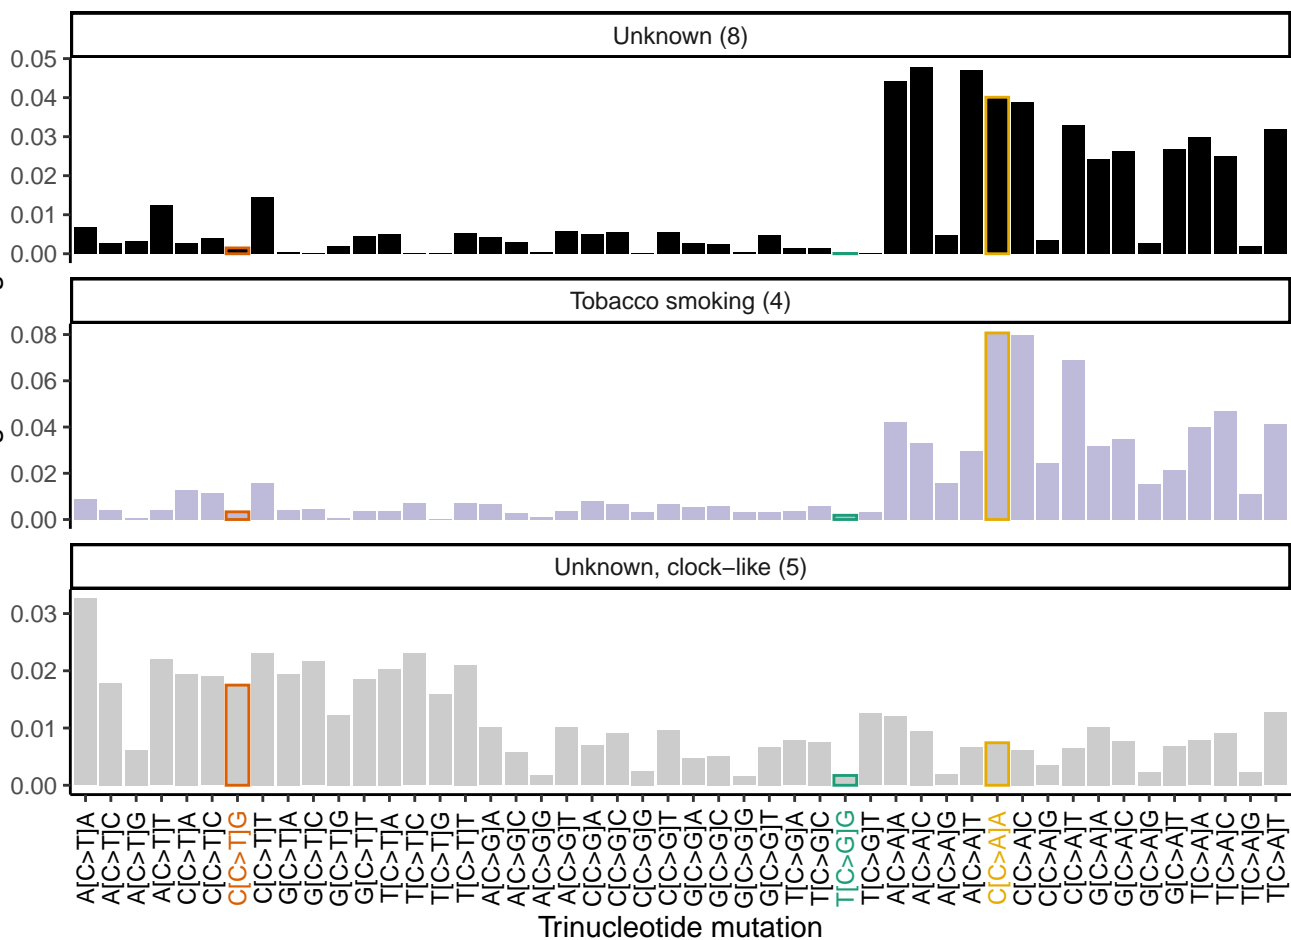 Unknown (8)
0.05
0.04
0.03
0.02
0.01
0.00
Tobacco smoking (4)
0.08
0.06
0.04
0.02
0.00
Unknown, clock−like (5)
0.03
0.02
0.01
0.00
A[C>T]A
A[C>T]C
A[C>T]G
A[C>T]T
C[C>T]A
C[C>T]C
C[C>T]G
C[C>T]T
G[C>T]A
G[C>T]C
G[C>T]G
G[C>T]T
T[C>T]A
T[C>T]C
T[C>T]G
T[C>T]T
A[C>G]A
A[C>G]C
A[C>G]G
A[C>G]T
C[C>G]A
C[C>G]C
C[C>G]G
C[C>G]T
G[C>G]A
G[C>G]C
G[C>G]G
G[C>G]T
T[C>G]A
T[C>G]C
T[C>G]G
T[C>G]T
A[C>A]A
A[C>A]C
A[C>A]G
A[C>A]T
C[C>A]A
C[C>A]C
C[C>A]G
C[C>A]T
G[C>A]A
G[C>A]C
G[C>A]G
G[C>A]T
T[C>A]A
T[C>A]C
T[C>A]G
T[C>A]T
Trinucleotide mutation